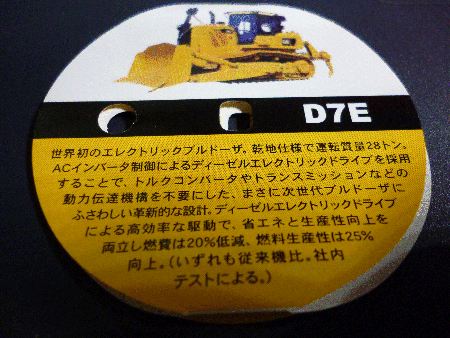 D7E
世界初のエレクトリックブルドーザ。乾地仕様で運転質量28トン。
ACインバータ制御によるディーゼルエレクトリックドライブを採用
することで、トルクコンバータやトランスミッションなどの
動力伝達機構を不要にした、まさに次世代ブルドーザに
ふさわしい革新的な設計。ディーゼルエレクトリックドライブ
による高効率な駆動で、省エネと生産性向上を
両立し燃費は20%低減、燃料生産性は25%
向上。(いずれも従来機比。社内
テストによる。)